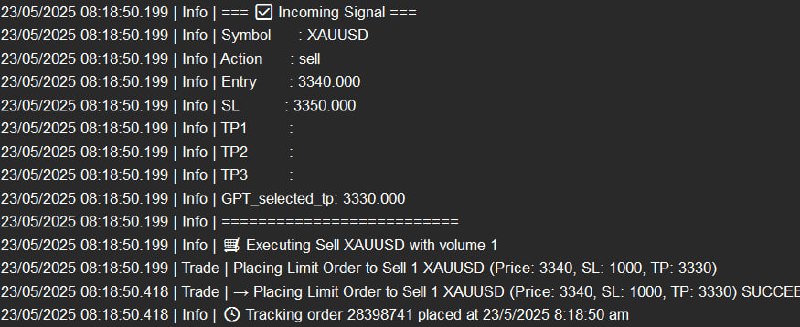 23/05/2025 08:18:50.199 | Info | === ☑ Incoming Signal ===
23/05/2025 08:18:50.199 | Info | Symbol : XAUUSD
23/05/2025 08:18:50.199 | Info | Action : sell
23/05/2025 08:18:50.199 | Info | Entry : 3340.000
23/05/2025 08:18:50.199 | Info | SL : 3350.000
23/05/2025 08:18:50.199 | Info | TP1 :
23/05/2025 08:18:50.199 | Info | TP2 :
23/05/2025 08:18:50.199 | Info | TP3 :
23/05/2025 08:18:50.199 | Info | GPT_selected_tp: 3330.000
23/05/2025 08:18:50.199 | Info | ==========================
23/05/2025 08:18:50.199 | Info | 🛒 Executing Sell XAUUSD with volume 1
23/05/2025 08:18:50.199 | Trade | Placing Limit Order to Sell 1 XAUUSD (Price: 3340, SL: 1000, TP: 3330)
23/05/2025 08:18:50.418 | Trade | → Placing Limit Order to Sell 1 XAUUSD (Price: 3340, SL: 1000, TP: 3330) SUCCEE
23/05/2025 08:18:50.418 | Info | 🕒 Tracking order 28398741 placed at 23/5/2025 8:18:50 am